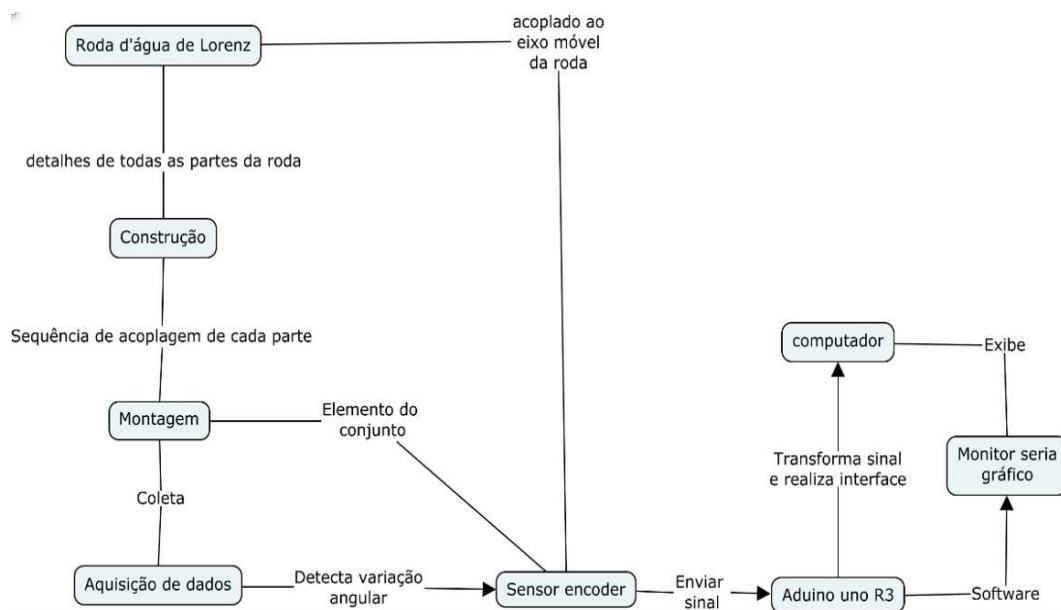 Roda d'água de Lorenz
acoplado ao
eixo móvel
da roda
detalhes de todas as partes da roda
Construção
Sequência de acoplagem de cada parte
computador
Exibe
Montagem
Elemento do
conjunto
Transforma sinal
e realiza interface
Monitor seria
gráfico
Coleta
Aquisição de dados
Detecta variação
angular
Sensor encoder
Enviar
sinal
Aduino uno R3
Software